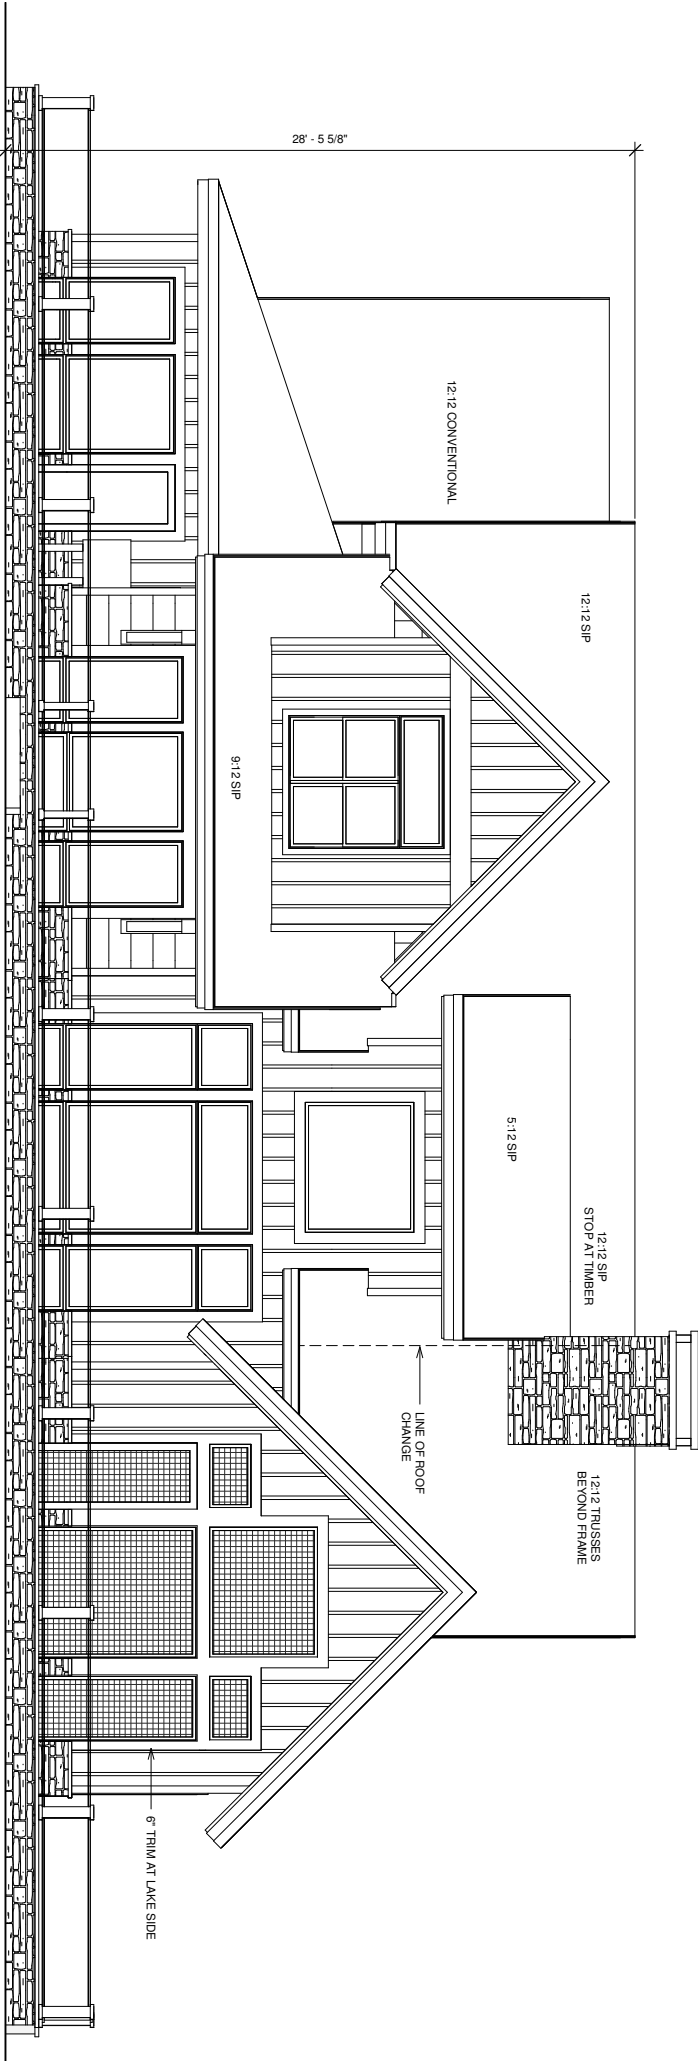 28' - 5 5/8"
12:12 CONVENTIONAL
12:12 SIP
9:12 SIP
5:12 SIP
12:12 SIP
STOP AT TIMBER
LINE OF ROOF
CHANGE
12:12 TRUSSES
BEYOND FRAME
6" TRIM AT LAKE SIDE